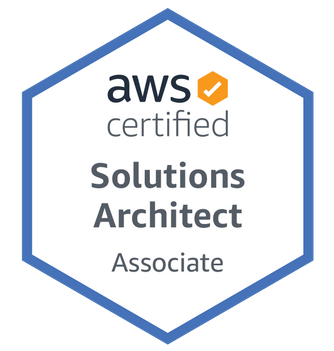 aws
certified
Solutions
Architect
Associate